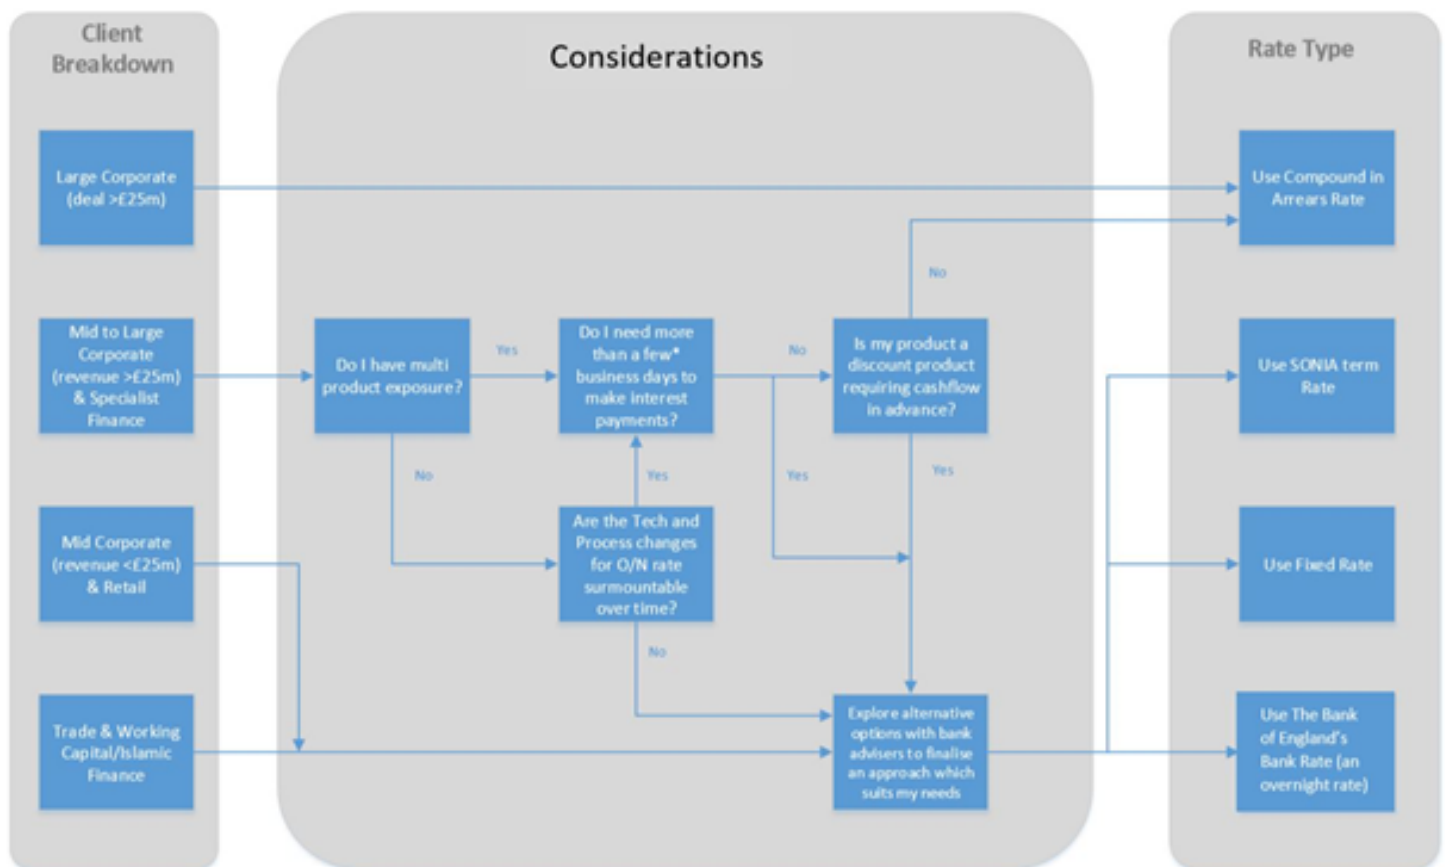 Client
Breakdown
Considerations
Rate Type
Large Corporate
(deal >£25m)
Use Compound in
Arrears Rate
No
Mid to Large
Corporate
(revenue >£25m)
& Specialist
Finance
Do I have multi
product exposure?
Yes
Do I need more
than a few*
business days to
make interest
payments?
No
Is my product a
discount product
requiring cashflow
in advance?
Use SONIA term
Rate
No
Yes
Yes
Yes
Mid Corporate
(revenue <£25m)
& Retail
Are the Tech and
Process changes
for O/N rate
surmountable
over time?
Use Fixed Rate
No
Trade & Working
Capital/Islamic
Finance
Explore alternative
options with bank
advisers to finalise
an approach which
suits my needs
Use The Bank
of England's
Bank Rate (an
overnight rate)